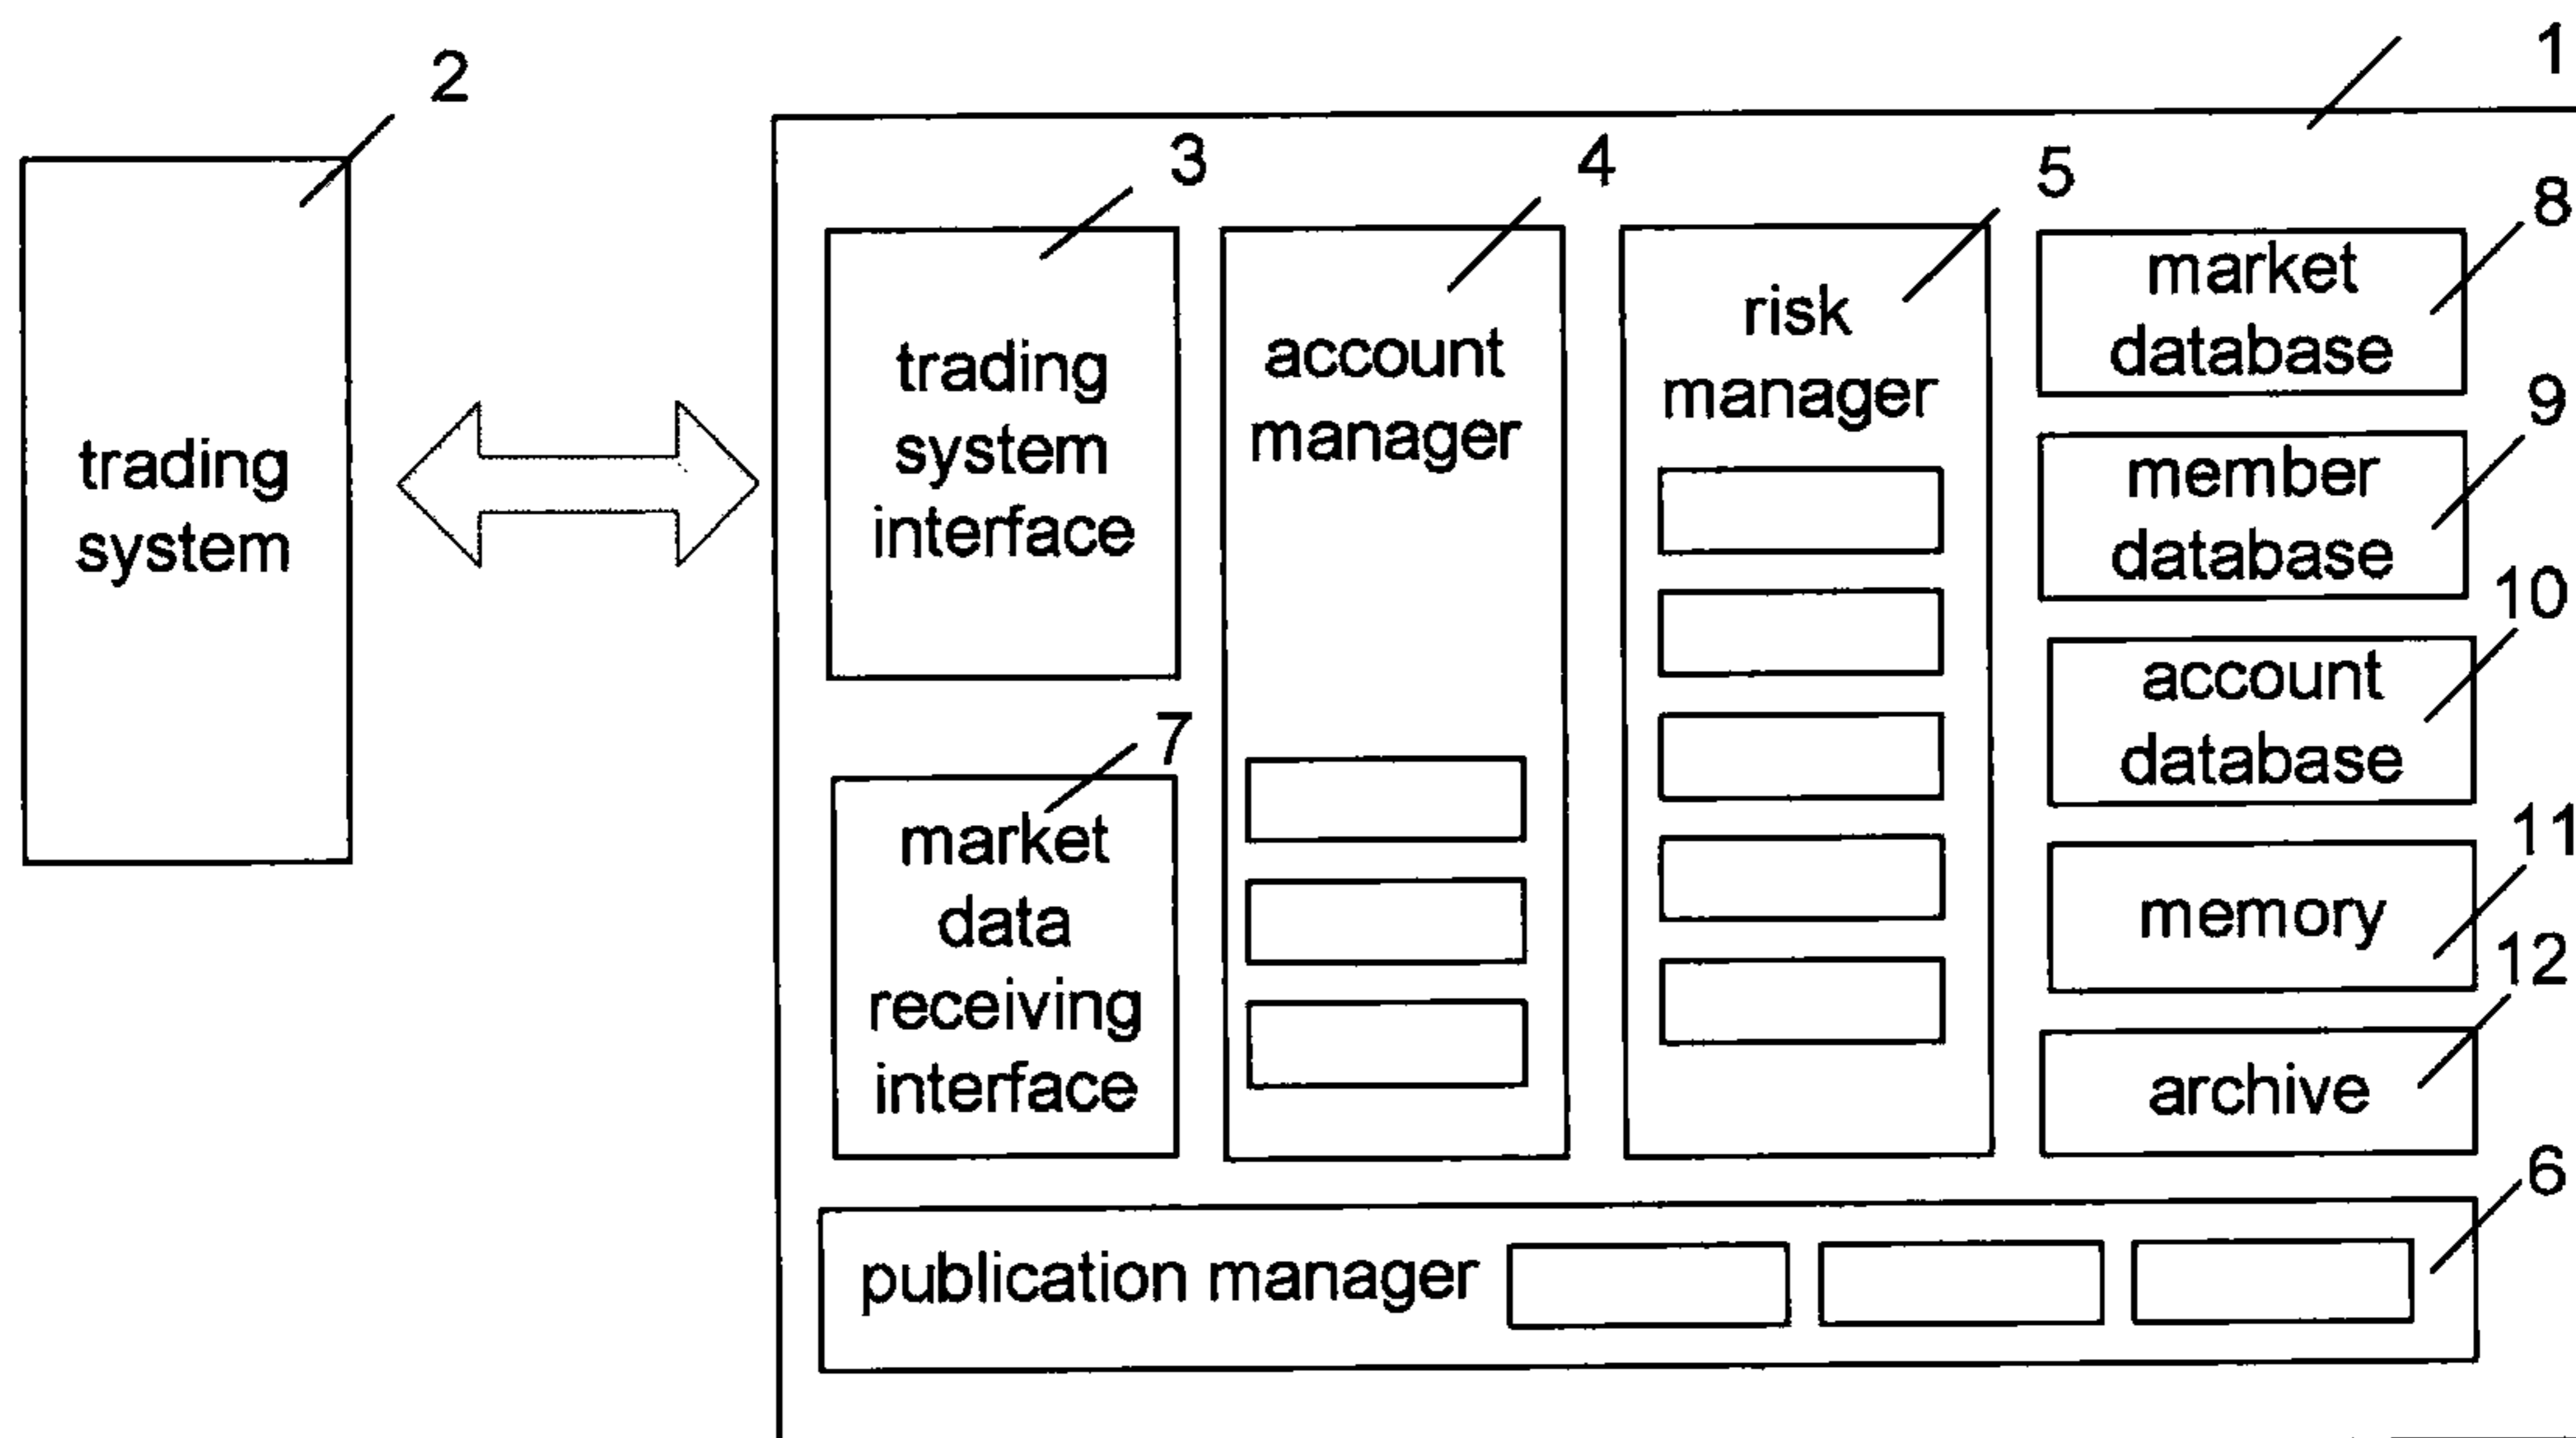 1
2
3
4
5
8
market
database
risk
manager
account
manager
trading
system
interface
trading
system
9
member
database
10
account
database
7
market
data
receiving
interface
11
memory
12
archive
6
publication manager